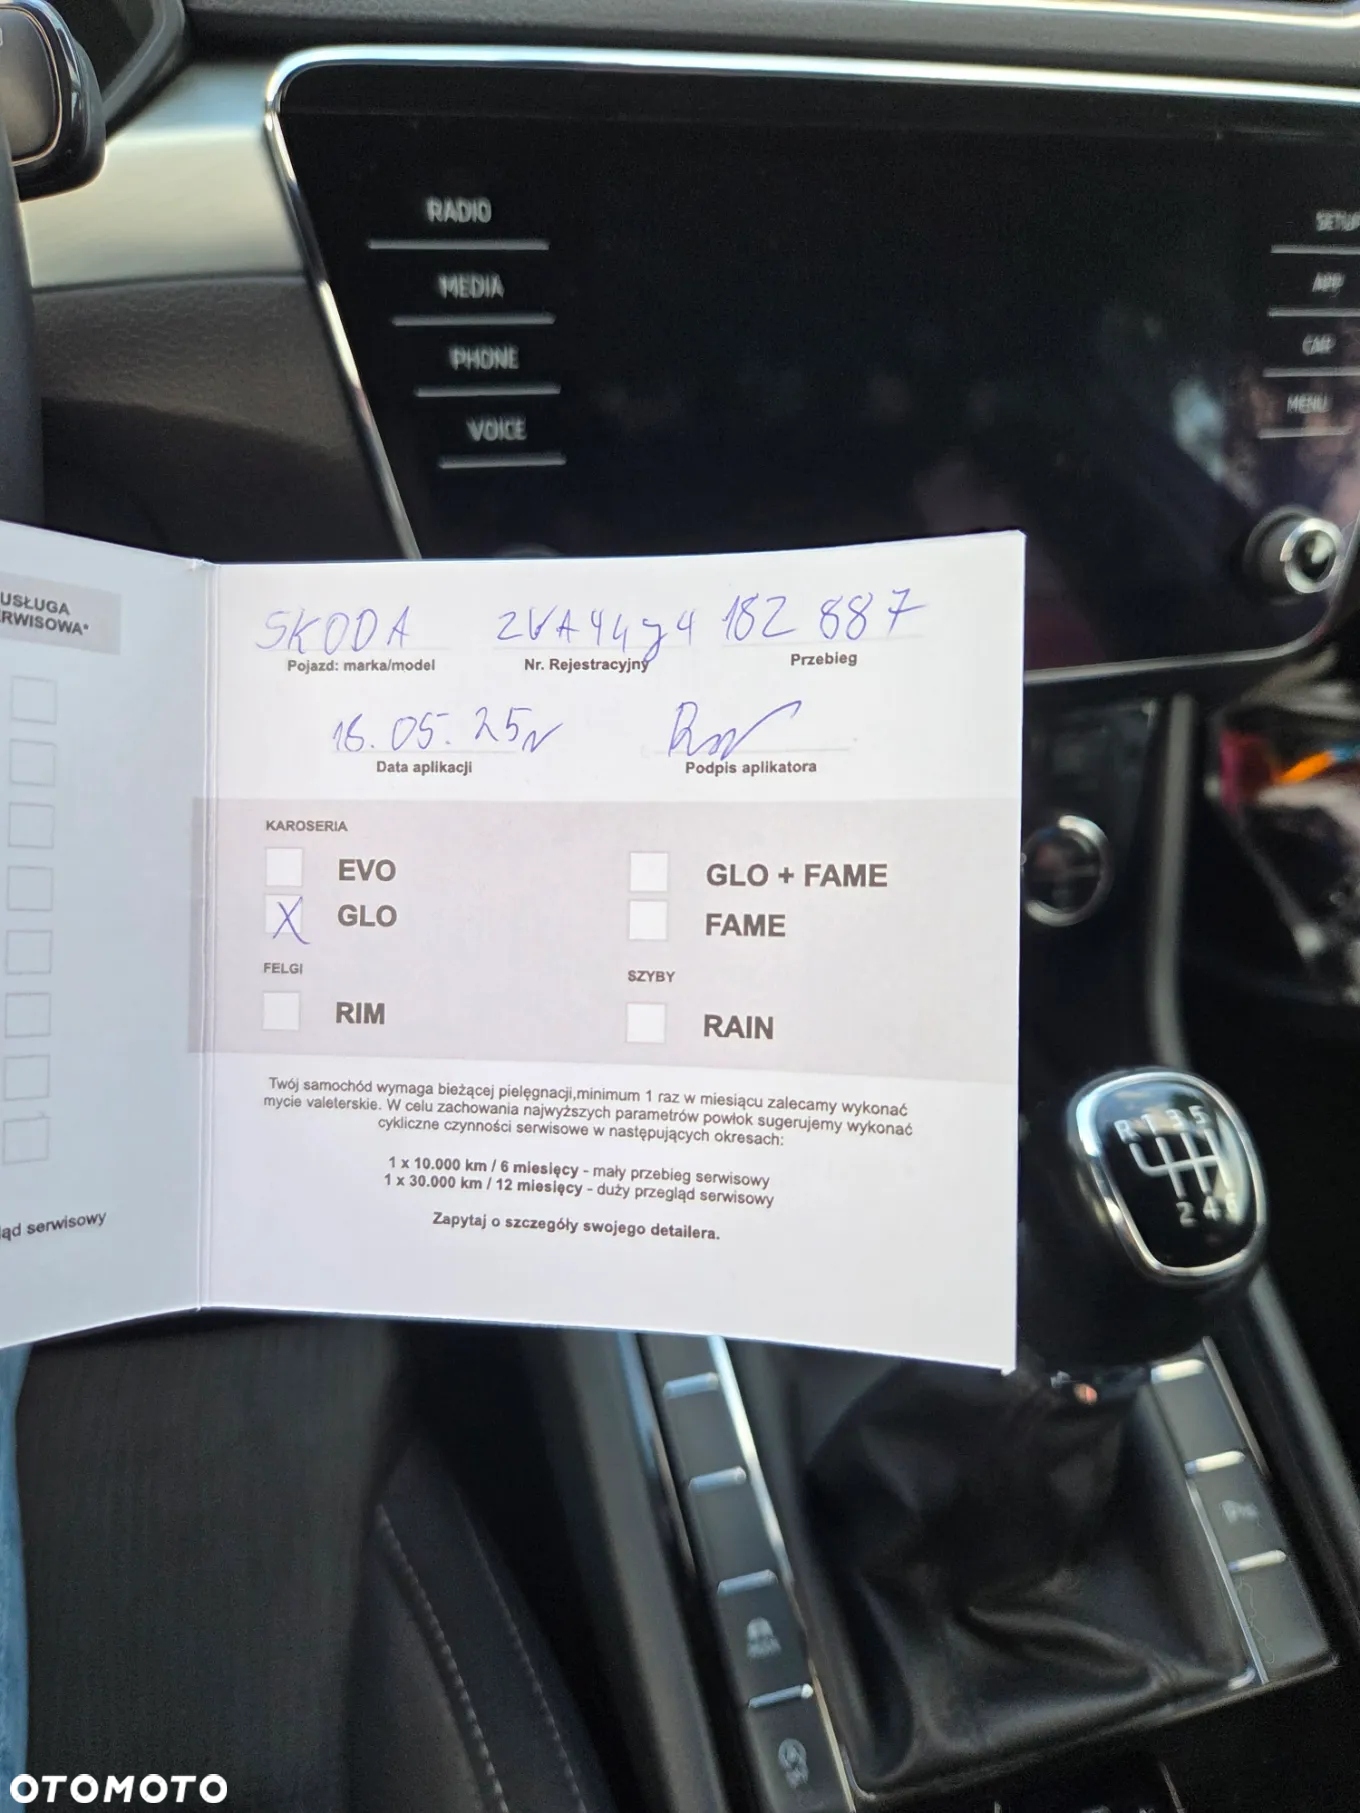 RADIO
MEDIA
PHONE
VOICE
SETUP
APP
CAR
MENU
USŁUGA
RWISOWA*
ąd serwisowy
SKODA 182 887
Pojazd: marka/model Nr. Rejestracyjny Przebieg
16.05.25r
Data aplikacji Podpis aplikatora
KAROSERIA
EVO GLO + FAME
X GLO FAME
FELGI SZYBY
RIM RAIN
Twój samochód wymaga bieżącej pielęgnacji,minimum 1 raz w miesiącu zalecamy wykonać
mycie valeterskie. W celu zachowania najwyższych parametrów powłok sugerujemy wykonać
cykliczne czynności serwisowe w następujących okresach:
1 x 10.000 km / 6 miesięcy - mały przebieg serwisowy
1 x 30.000 km / 12 miesięcy - duży przegląd serwisowy
Zapytaj o szczegóły swojego detailera.
R 1 3 5
2 4 6
OTOMOTO